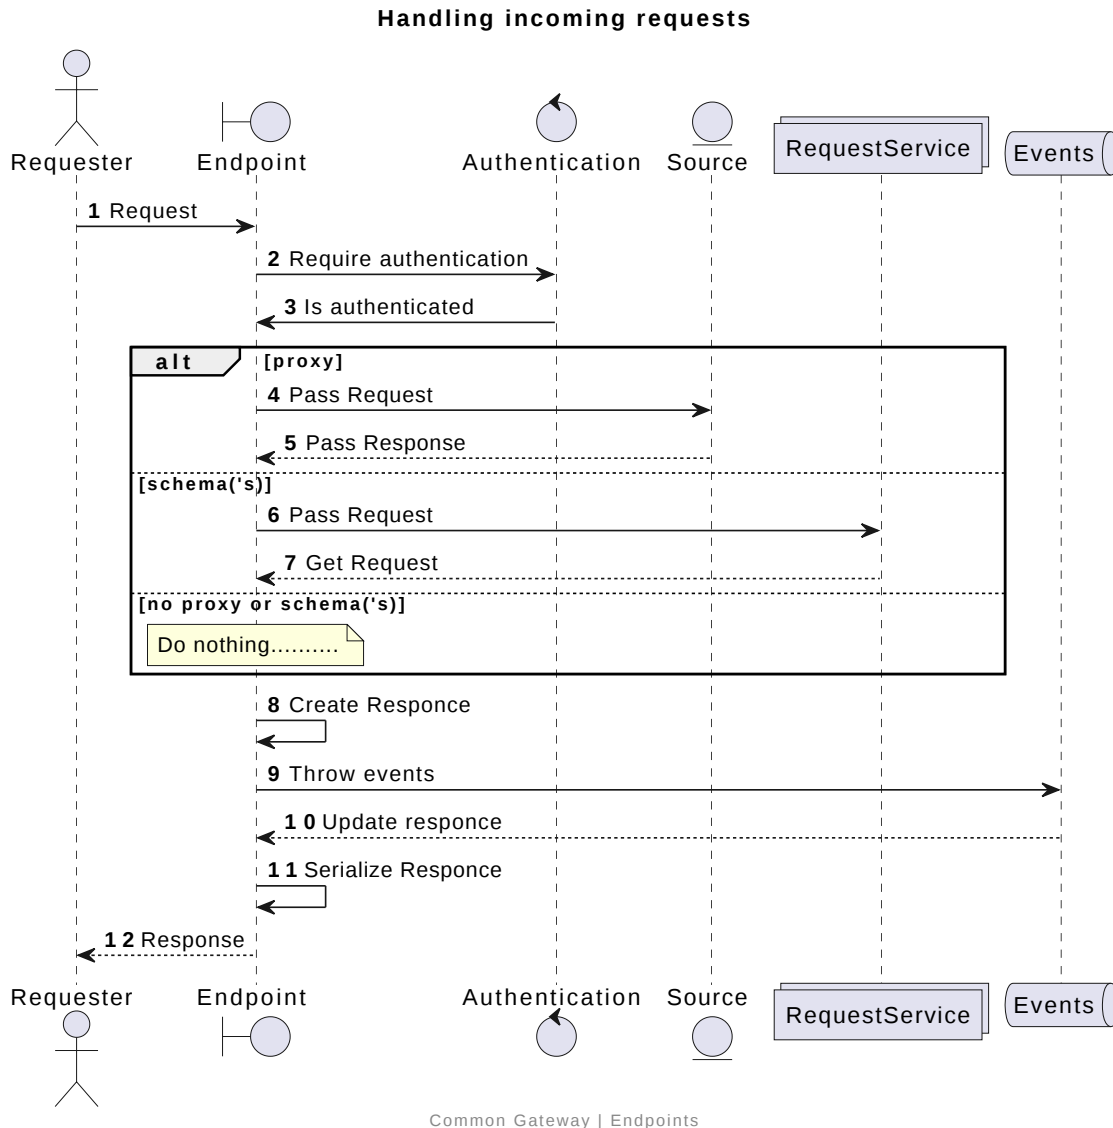 Handling incoming requests
Requester
Endpoint
Authentication
Source
RequestService
Events
1 Request
2 Require authentication
3 Is authenticated
alt [proxy]
4 Pass Request
5 Pass Response
[schema('s)]
6 Pass Request
7 Get Request
[no proxy or schema('s)]
Do nothing..........
8 Create Responce
9 Throw events
10 Update responce
11 Serialize Responce
12 Response
Requester
Endpoint
Authentication
Source
RequestService
Events
Common Gateway | Endpoints